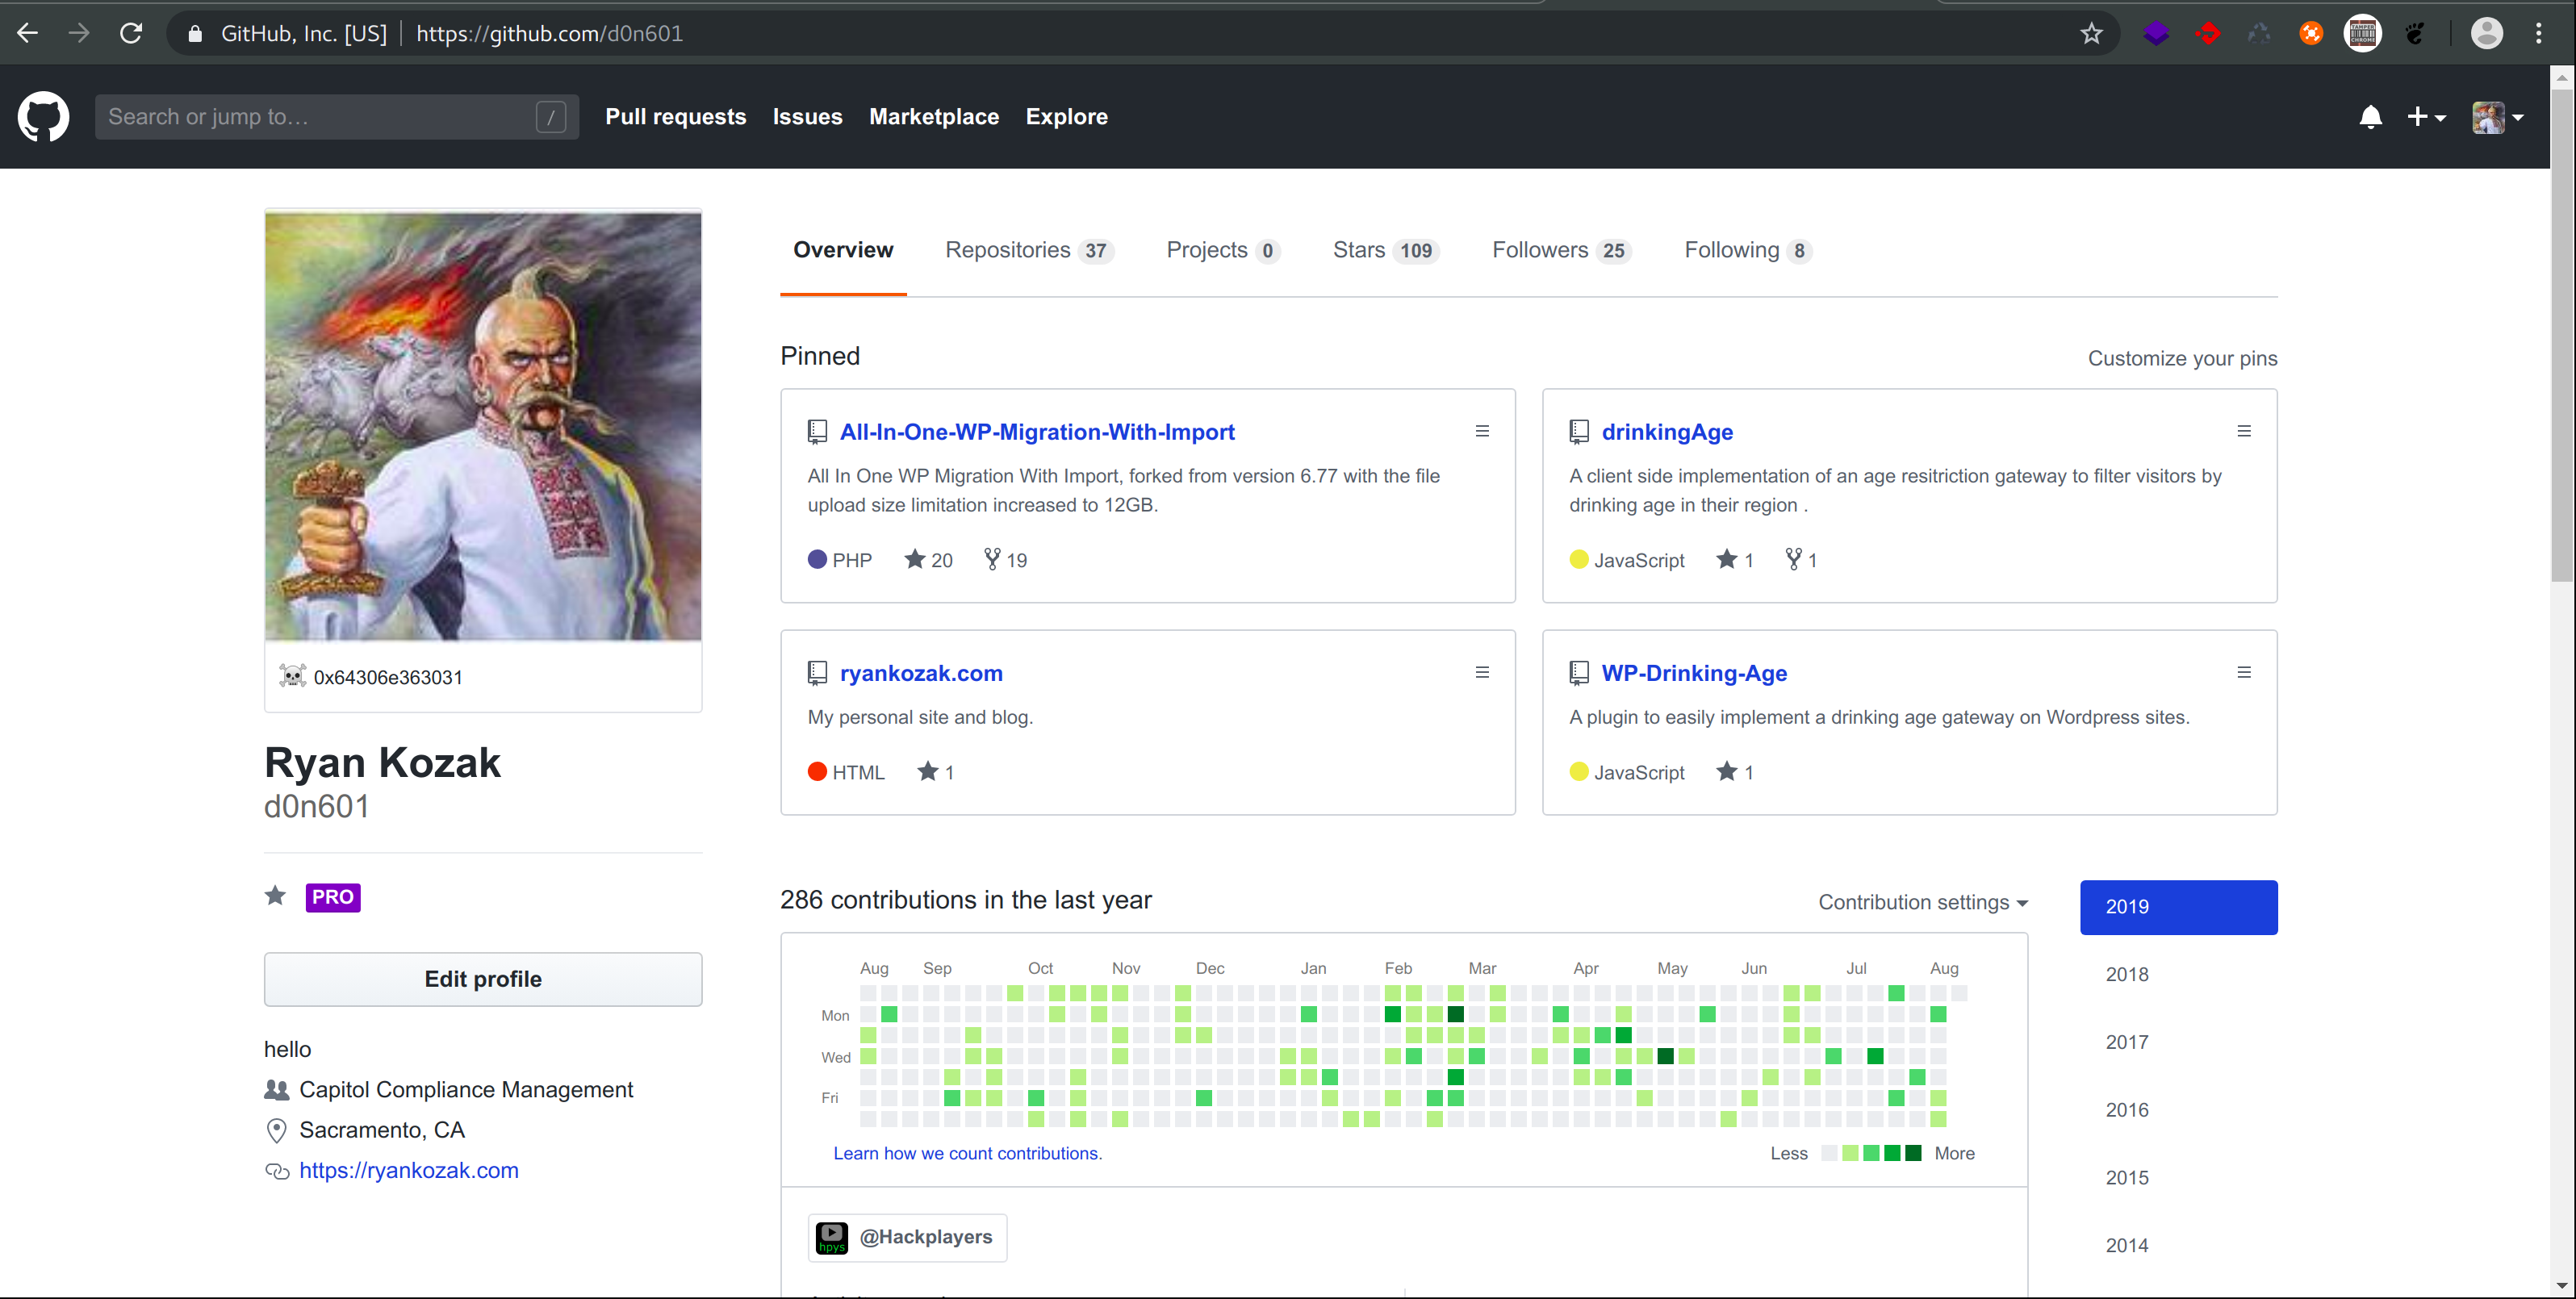 GitHub, Inc. [US] https://github.com/d0n601
Search or jump to… /
Pull requests Issues Marketplace Explore
Overview Repositories 37 Projects 0 Stars 109 Followers 25 Following 8
0x64306e363031
Ryan Kozak
d0n601
PRO
Edit profile
hello
Capitol Compliance Management
Sacramento, CA
https://ryankozak.com
Pinned Customize your pins
All-In-One-WP-Migration-With-Import
All In One WP Migration With Import, forked from version 6.77 with the file
upload size limitation increased to 12GB.
PHP 20 19
drinkingAge
A client side implementation of an age resitriction gateway to filter visitors by
drinking age in their region .
JavaScript 1 1
ryankozak.com
My personal site and blog.
HTML 1
WP-Drinking-Age
A plugin to easily implement a drinking age gateway on Wordpress sites.
JavaScript 1
286 contributions in the last year Contribution settings
Aug Sep Oct Nov Dec Jan Feb Mar Apr May Jun Jul Aug
Mon
Wed
Fri
Learn how we count contributions. Less More
hpys @Hackplayers
2019
2018
2017
2016
2015
2014